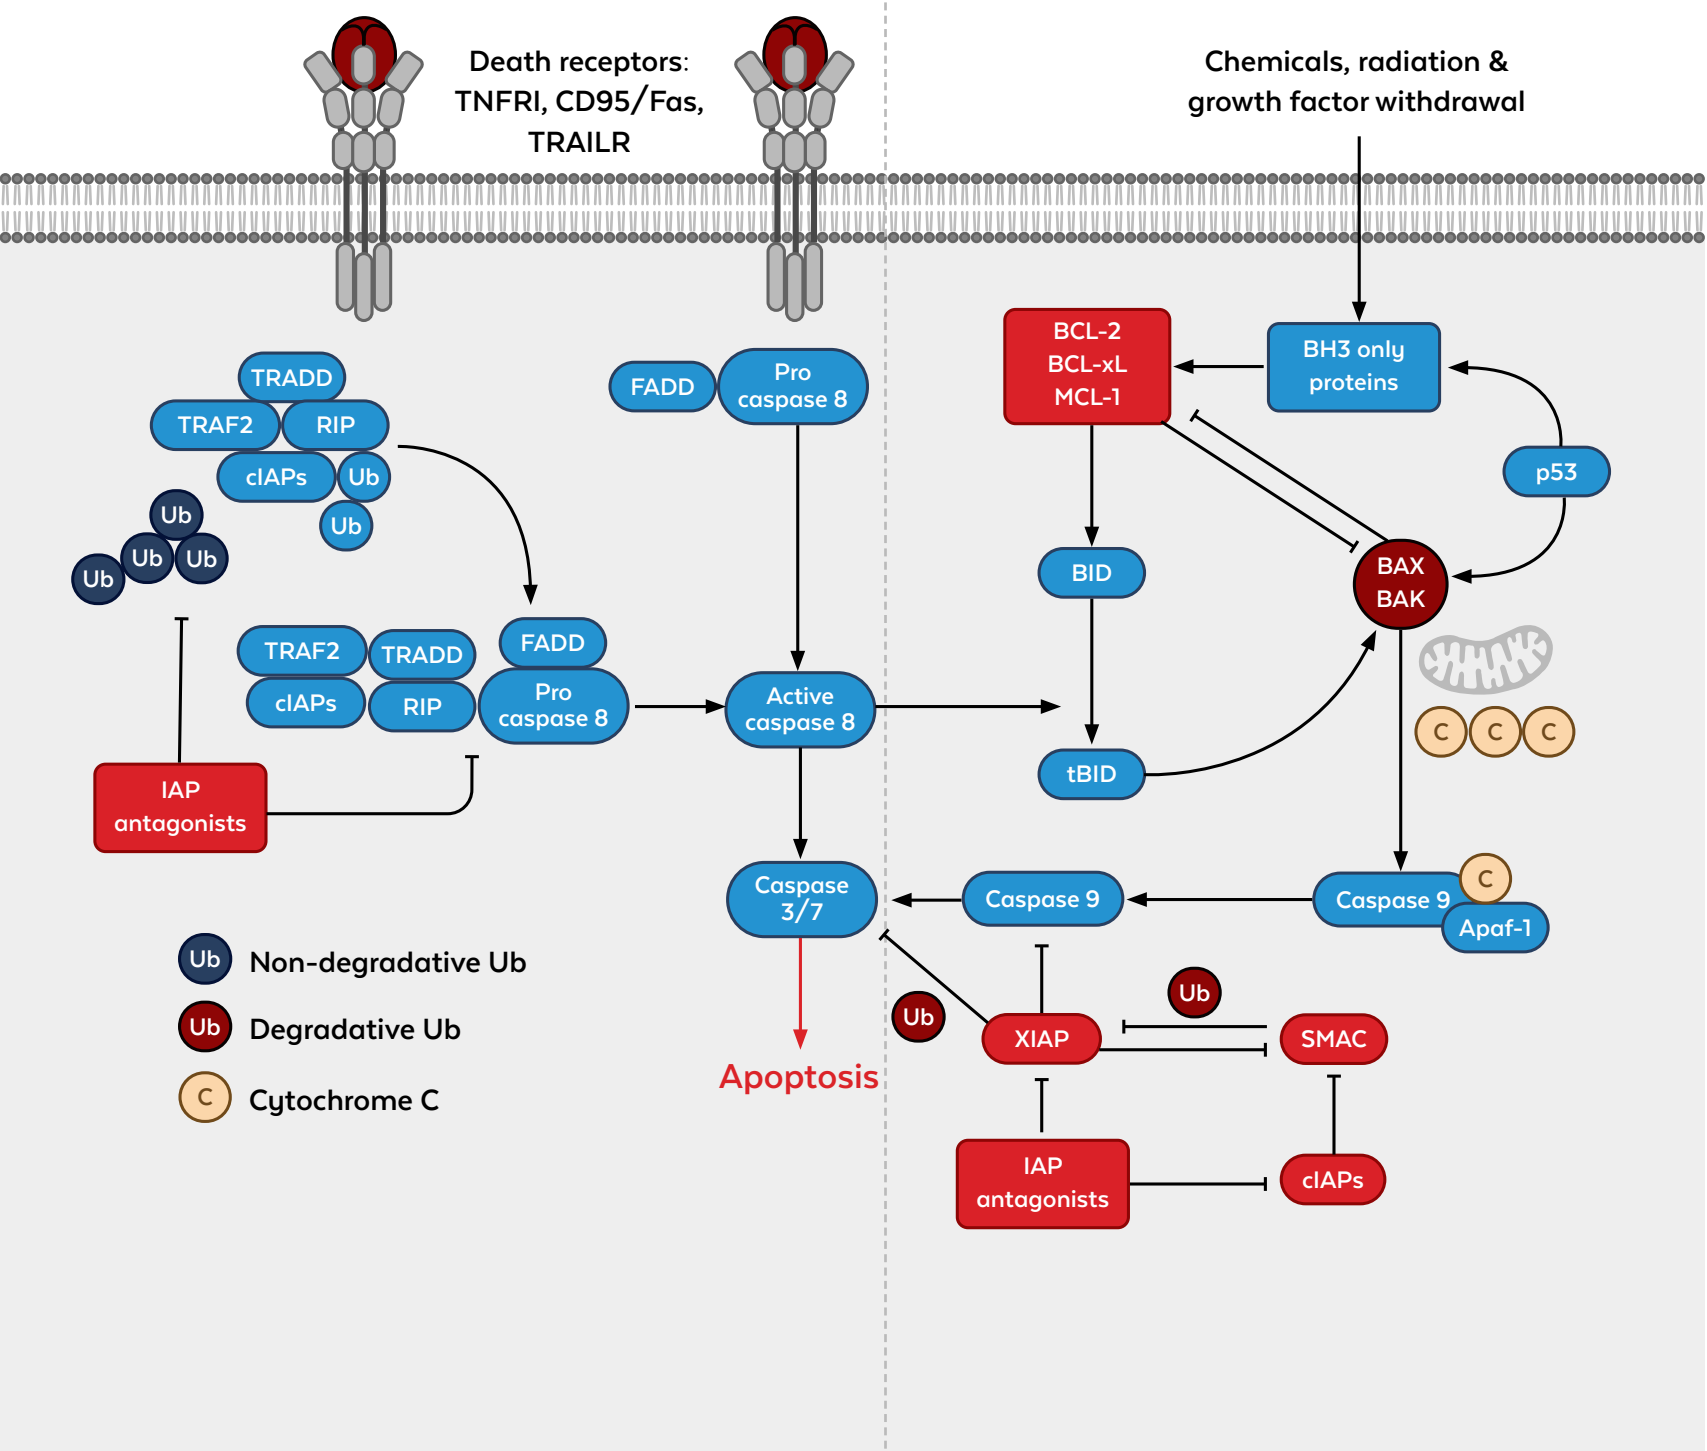 Death receptors:
TNFRI, CD95/Fas,
TRAILR
Chemicals, radiation &
growth factor withdrawal
TRADD
TRAF2
RIP
cIAPs
Ub
Ub
Ub
Ub
Ub
Ub
FADD
Pro
caspase 8
BCL-2
BCL-xL
MCL-1
BH3 only
proteins
p53
BID
BAX
BAK
TRAF2
TRADD
FADD
cIAPs
RIP
Pro
caspase 8
Active
caspase 8
tBID
C
C
C
IAP
antagonists
Caspase
3/7
Caspase 9
Caspase 9
C
Apaf-1
Ub
Ub
XIAP
SMAC
Apoptosis
IAP
antagonists
cIAPs
Ub
Non-degradative Ub
Ub
Degradative Ub
C
Cytochrome C